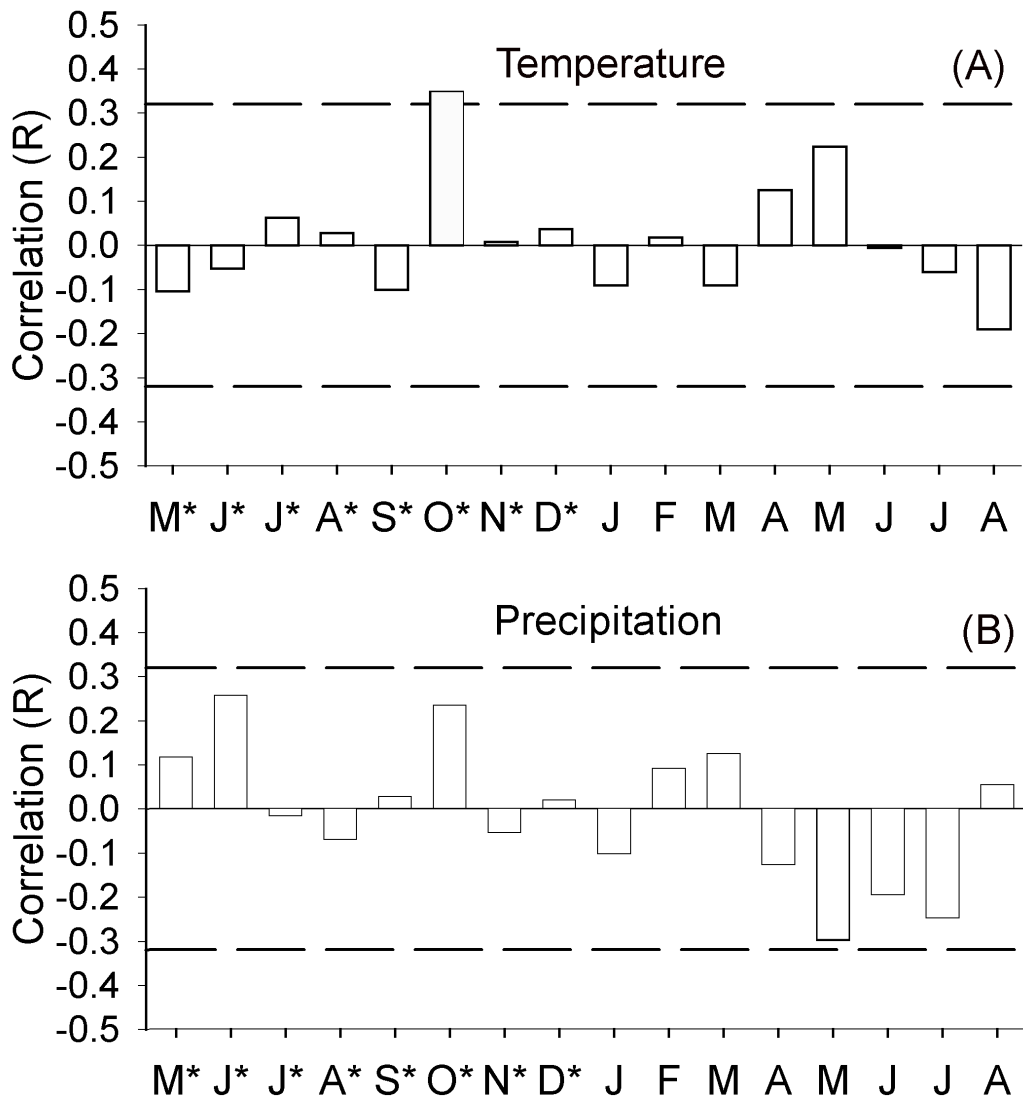 Temperature
(A)
Correlation (R)
0.5
0.4
0.3
0.2
0.1
0.0
-0.1
-0.2
-0.3
-0.4
-0.5
M* J* J* A* S* O* N* D* J F M A M J J A
Precipitation
(B)
Correlation (R)
0.5
0.4
0.3
0.2
0.1
0.0
-0.1
-0.2
-0.3
-0.4
-0.5
M* J* J* A* S* O* N* D* J F M A M J J A